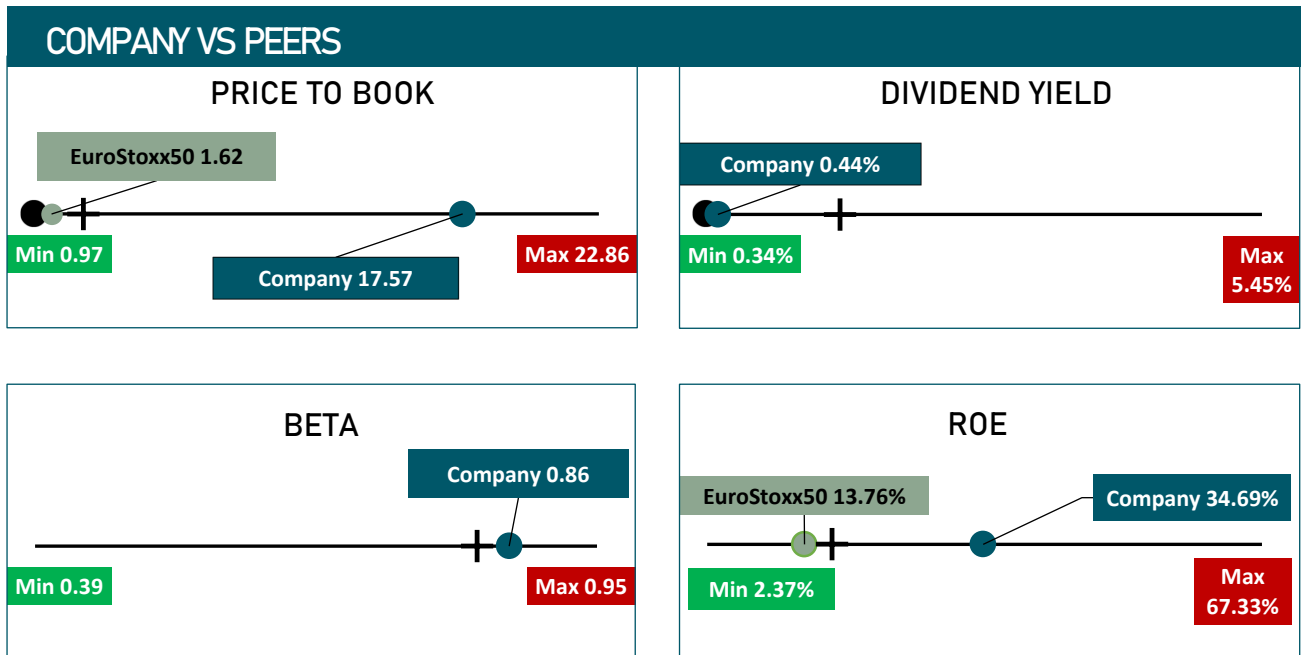 COMPANY VS PEERS
PRICE TO BOOK
EuroStoxx50 1.62
Min 0.97
Max 22.86
Company 17.57
DIVIDEND YIELD
Company 0.44%
Min 0.34%
Max
5.45%
BETA
Company 0.86
Min 0.39
Max 0.95
ROE
EuroStoxx50 13.76%
Company 34.69%
Min 2.37%
Max
67.33%